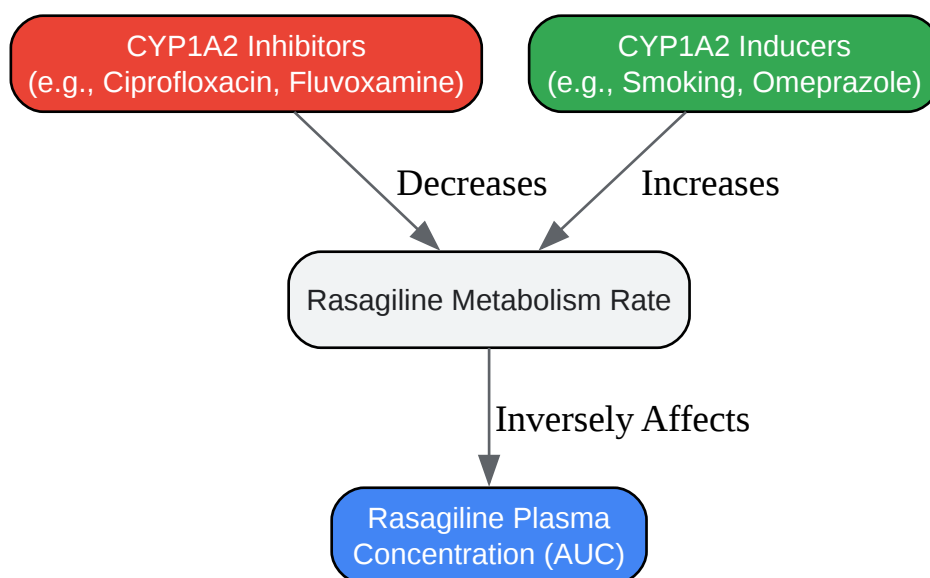 CYP1A2 Inhibitors
(e.g., Ciprofloxacin, Fluvoxamine)
CYP1A2 Inducers
(e.g., Smoking, Omeprazole)
Decreases
Increases
Rasagiline Metabolism Rate
Inversely Affects
Rasagiline Plasma
Concentration (AUC)